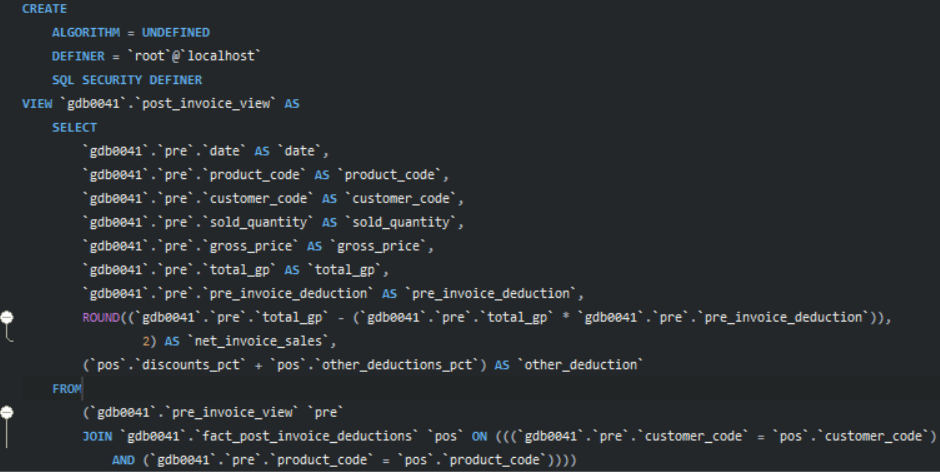 CREATE
ALGORITHM = UNDEFINED
DEFINER = `root`@`localhost`
SQL SECURITY DEFINER
VIEW `gdb0041`.`post_invoice_view` AS
SELECT
`gdb0041`.`pre`.`date` AS `date`,
`gdb0041`.`pre`.`product_code` AS `product_code`,
`gdb0041`.`pre`.`customer_code` AS `customer_code`,
`gdb0041`.`pre`.`sold_quantity` AS `sold_quantity`,
`gdb0041`.`pre`.`gross_price` AS `gross_price`,
`gdb0041`.`pre`.`total_gp` AS `total_gp`,
`gdb0041`.`pre`.`pre_invoice_deduction` AS `pre_invoice_deduction`,
ROUND((`gdb0041`.`pre`.`total_gp` - (`gdb0041`.`pre`.`total_gp` * `gdb0041`.`pre`.`pre_invoice_deduction`)),
2) AS `net_invoice_sales`,
(`pos`.`discounts_pct` + `pos`.`other_deductions_pct`) AS `other_deduction`
FROM
(`gdb0041`.`pre_invoice_view` `pre`
JOIN `gdb0041`.`fact_post_invoice_deductions` `pos` ON (((`gdb0041`.`pre`.`customer_code` = `pos`.`customer_code`)
AND (`gdb0041`.`pre`.`product_code` = `pos`.`product_code`))))